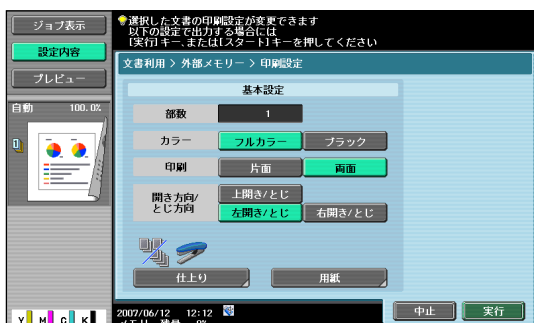 ジョブ表示
設定内容
プレビュー
自動 100.0%
選択した文書の印刷設定が変更できます
以下の設定で出力する場合には
[実行]キー、または[スタート]キーを押してください
文書利用 > 外部メモリー > 印刷設定
基本設定
部数 1
カラー フルカラー ブラック
印刷 片面 両面
開き方向/
とじ方向
上開き/とじ
左開き/とじ 右開き/とじ
仕上り 用紙
中止 実行
2007/06/12 12:12
メモリー残量 0%
Y M C K